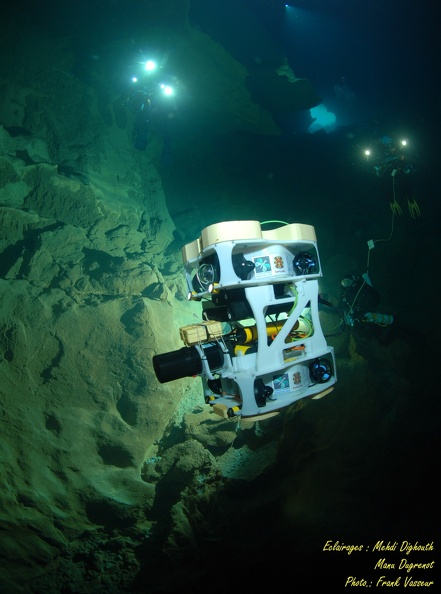 Eclairages : Mehdi Dighouth
Manu Dugrenot
Photo.: Frank Vasseur